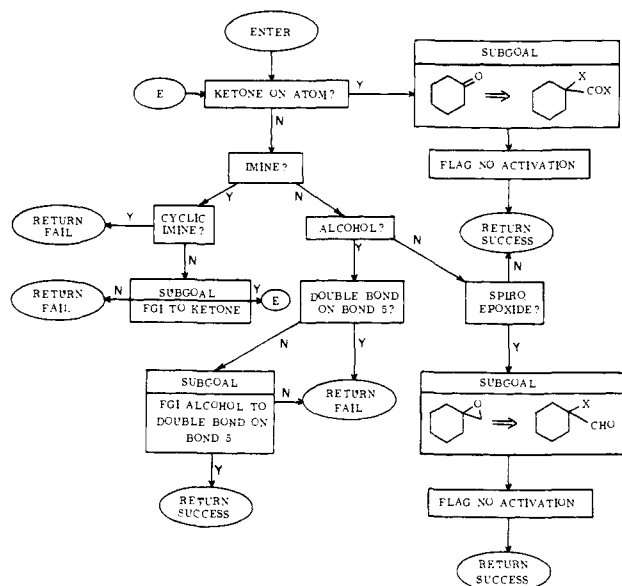 ENTER
SUBGOAL
E
KETONE ON ATOM?
Y
O
⇒
X
COX
N
IMINE?
FLAG NO ACTIVATION
Y
N
RETURN
FAIL
Y
CYCLIC
IMINE?
ALCOHOL?
RETURN
SUCCESS
N
Y
N
N
RETURN
FAIL
N
SUBGOAL
FGI TO KETONE
Y
E
DOUBLE BOND
ON BOND 5?
SPIRO
EPOXIDE?
N
Y
Y
SUBGOAL
FGI ALCOHOL TO
DOUBLE BOND ON
BOND 5
N
RETURN
FAIL
SUBGOAL
O
⇒
X
CHO
Y
RETURN
SUCCESS
FLAG NO ACTIVATION
RETURN
SUCCESS